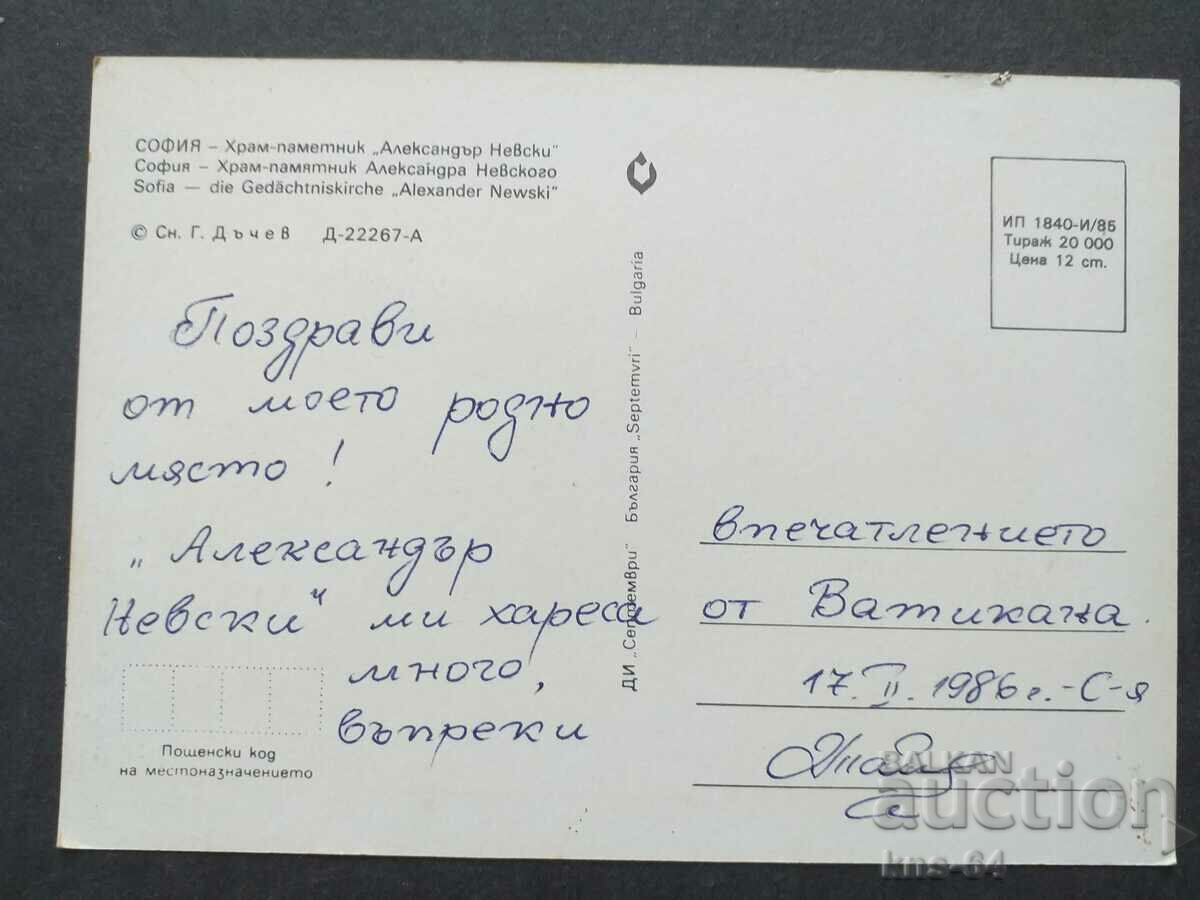 СОФИЯ – Храм-паметник „Александър Невски"
София – Храм-памятник Александра Невского
Sofia — die Gedächtniskirche „Alexander Newski"
© Сн. Г. Дъчев Д-22267-А
Поздрави
от моето родно
място!
„Александър
Невски" ми хареса
много,
въпреки
Пощенски код
на местоназначението
ДИ „Септември" България „Septemvri" – Bulgaria
ИП 1840-И/85
Тираж 20 000
Цена 12 ст.
впечатлението
от Ватикана.
17. II. 1986 г. - С-я
BALKAN
auction
kns-64